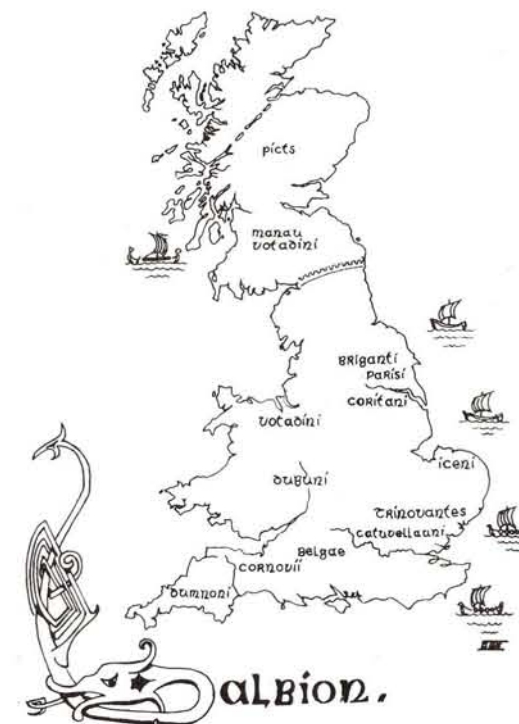 picts
manau
votadini
Briganti
parisi
coritani
votadini
iceni
dubuni
trinovantes
catuvellauni
Belgae
cornovii
dumnoni
albion.